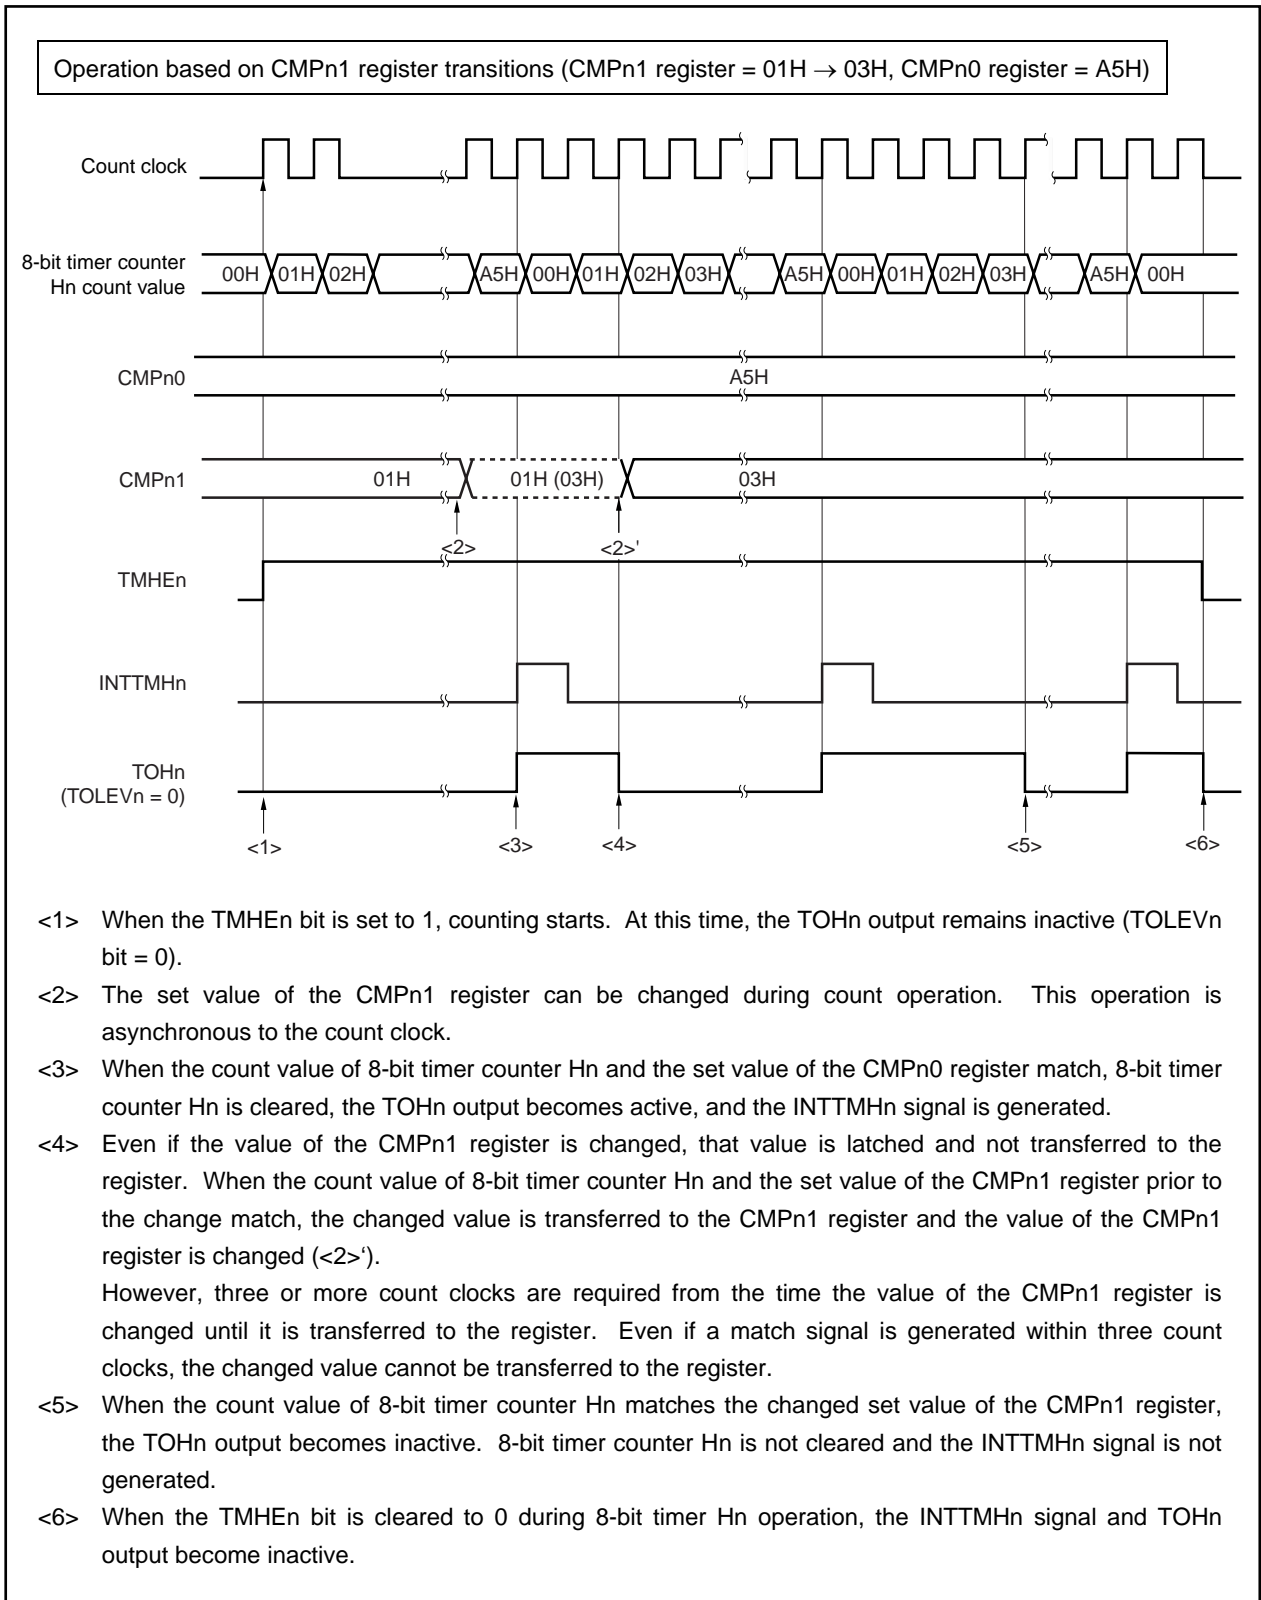 Operation based on CMPn1 register transitions (CMPn1 register = 01H → 03H, CMPn0 register = A5H)
Count clock
8-bit timer counter
Hn count value
00H 01H 02H A5H 00H 01H 02H 03H A5H 00H 01H 02H 03H A5H 00H
CMPn0 A5H
CMPn1 01H 01H (03H) 03H
<2> <2>'
TMHEn
INTTMHn
TOHn
(TOLEVn = 0)
<1> <3> <4> <5> <6>
<1> When the TMHEn bit is set to 1, counting starts. At this time, the TOHn output remains inactive (TOLEVn
bit = 0).
<2> The set value of the CMPn1 register can be changed during count operation. This operation is
asynchronous to the count clock.
<3> When the count value of 8-bit timer counter Hn and the set value of the CMPn0 register match, 8-bit timer
counter Hn is cleared, the TOHn output becomes active, and the INTTMHn signal is generated.
<4> Even if the value of the CMPn1 register is changed, that value is latched and not transferred to the
register. When the count value of 8-bit timer counter Hn and the set value of the CMPn1 register prior to
the change match, the changed value is transferred to the CMPn1 register and the value of the CMPn1
register is changed (<2>‘).
However, three or more count clocks are required from the time the value of the CMPn1 register is
changed until it is transferred to the register. Even if a match signal is generated within three count
clocks, the changed value cannot be transferred to the register.
<5> When the count value of 8-bit timer counter Hn matches the changed set value of the CMPn1 register,
the TOHn output becomes inactive. 8-bit timer counter Hn is not cleared and the INTTMHn signal is not
generated.
<6> When the TMHEn bit is cleared to 0 during 8-bit timer Hn operation, the INTTMHn signal and TOHn
output become inactive.